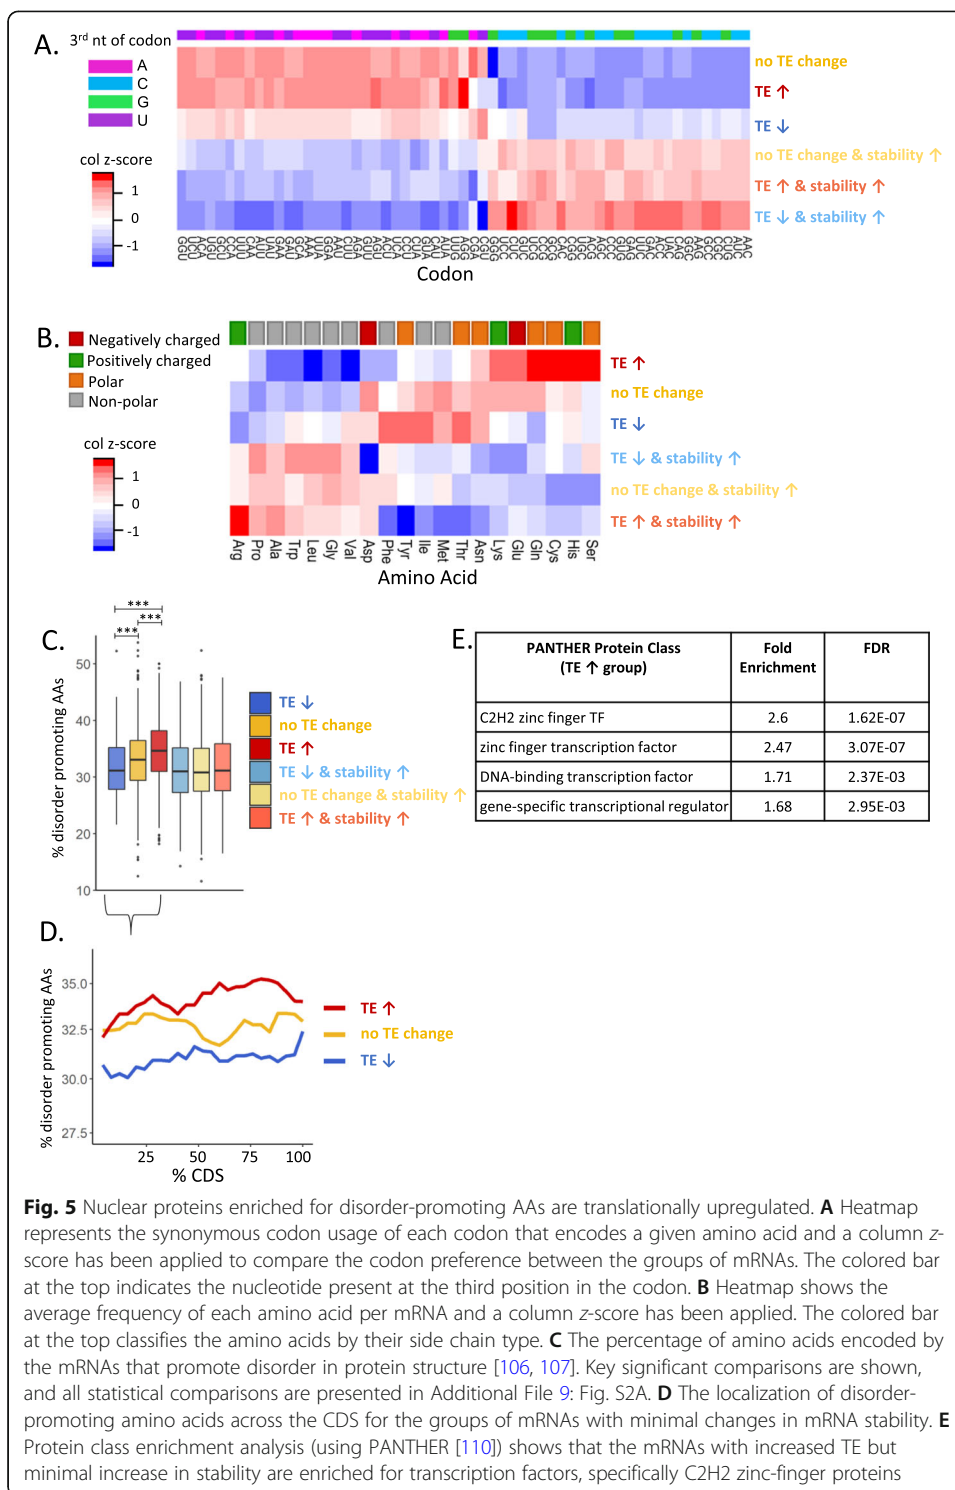 A.
3rd nt of codon
A
C
G
U
col z-score
1
0
-1
no TE change
TE ↑
TE ↓
no TE change & stability ↑
TE ↑ & stability ↑
TE ↓ & stability ↑
Codon
B.
Negatively charged
Positively charged
Polar
Non-polar
col z-score
1
0
-1
TE ↑
no TE change
TE ↓
TE ↓ & stability ↑
no TE change & stability ↑
TE ↑ & stability ↑
Arg Pro Ala Trp Leu Gly Val Asp Phe Tyr Ile Met Thr Asn Lys Glu Gln Cys His Ser
Amino Acid
C.
*** 
***
***
% disorder promoting AAs
50
40
30
20
10
TE ↓
no TE change
TE ↑
TE ↓ & stability ↑
no TE change & stability ↑
TE ↑ & stability ↑
E.
PANTHER Protein Class (TE ↑ group) Fold Enrichment FDR
C2H2 zinc finger TF 2.6 1.62E-07
zinc finger transcription factor 2.47 3.07E-07
DNA-binding transcription factor 1.71 2.37E-03
gene-specific transcriptional regulator 1.68 2.95E-03
D.
% disorder promoting AAs
35.0
32.5
30.0
27.5
25 50 75 100
% CDS
TE ↑
no TE change
TE ↓
Fig. 5 Nuclear proteins enriched for disorder-promoting AAs are translationally upregulated. A Heatmap
represents the synonymous codon usage of each codon that encodes a given amino acid and a column z-
score has been applied to compare the codon preference between the groups of mRNAs. The colored bar
at the top indicates the nucleotide present at the third position in the codon. B Heatmap shows the
average frequency of each amino acid per mRNA and a column z-score has been applied. The colored bar
at the top classifies the amino acids by their side chain type. C The percentage of amino acids encoded by
the mRNAs that promote disorder in protein structure [106, 107]. Key significant comparisons are shown,
and all statistical comparisons are presented in Additional File 9: Fig. S2A. D The localization of disorder-
promoting amino acids across the CDS for the groups of mRNAs with minimal changes in mRNA stability. E
Protein class enrichment analysis (using PANTHER [110]) shows that the mRNAs with increased TE but
minimal increase in stability are enriched for transcription factors, specifically C2H2 zinc-finger proteins